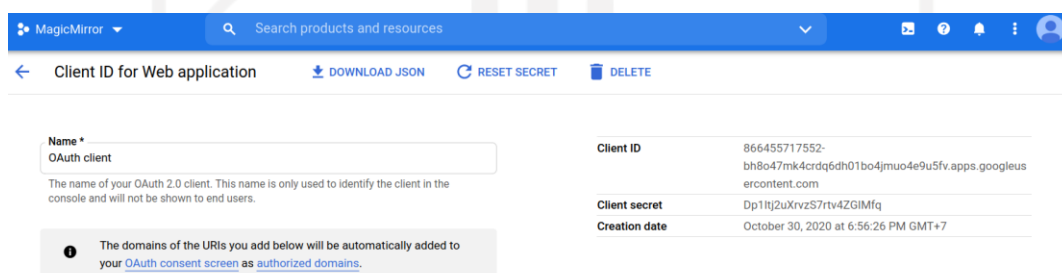 MagicMirror
Search products and resources
Client ID for Web application
DOWNLOAD JSON
RESET SECRET
DELETE
Name *
OAuth client
The name of your OAuth 2.0 client. This name is only used to identify the client in the
console and will not be shown to end users.
The domains of the URIs you add below will be automatically added to
your OAuth consent screen as authorized domains.
Client ID
866455717552-
bh8o47mk4crdq6dh01bo4jmuo4e9u5fv.apps.googleus
ercontent.com
Client secret
Dp1ltj2uXrvzS7rtv4ZGIMfq
Creation date
October 30, 2020 at 6:56:26 PM GMT+7